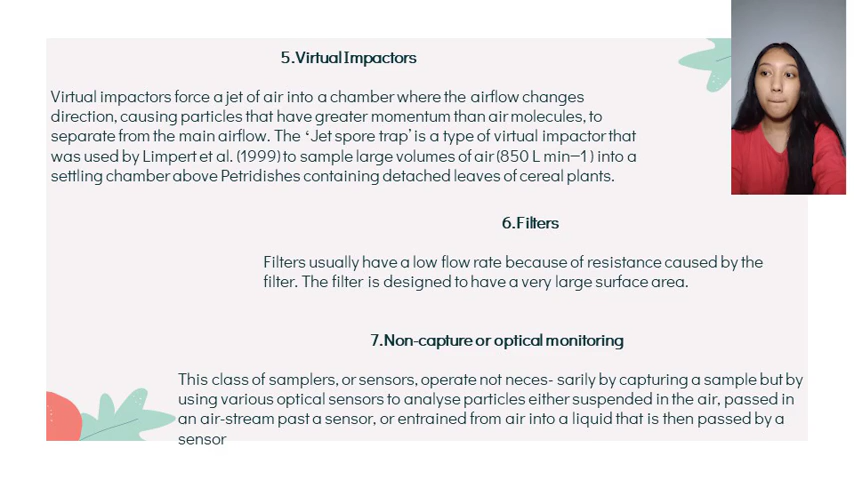 5.Virtual Impactors
Virtual impactors force a jet of air into a chamber where the airflow changes
direction, causing particles that have greater momentum than air molecules, to
separate from the main airflow. The ‘Jet spore trap’ is a type of virtual impactor that
was used by Limpert et al. (1999) to sample large volumes of air (850 L min−1 ) into a
settling chamber above Petridishes containing detached leaves of cereal plants.
6.Filters
Filters usually have a low flow rate because of resistance caused by the
filter. The filter is designed to have a very large surface area.
7.Non-capture or optical monitoring
This class of samplers, or sensors, operate not neces- sarily by capturing a sample but by
using various optical sensors to analyse particles either suspended in the air, passed in
an air-stream past a sensor, or entrained from air into a liquid that is then passed by a
sensor